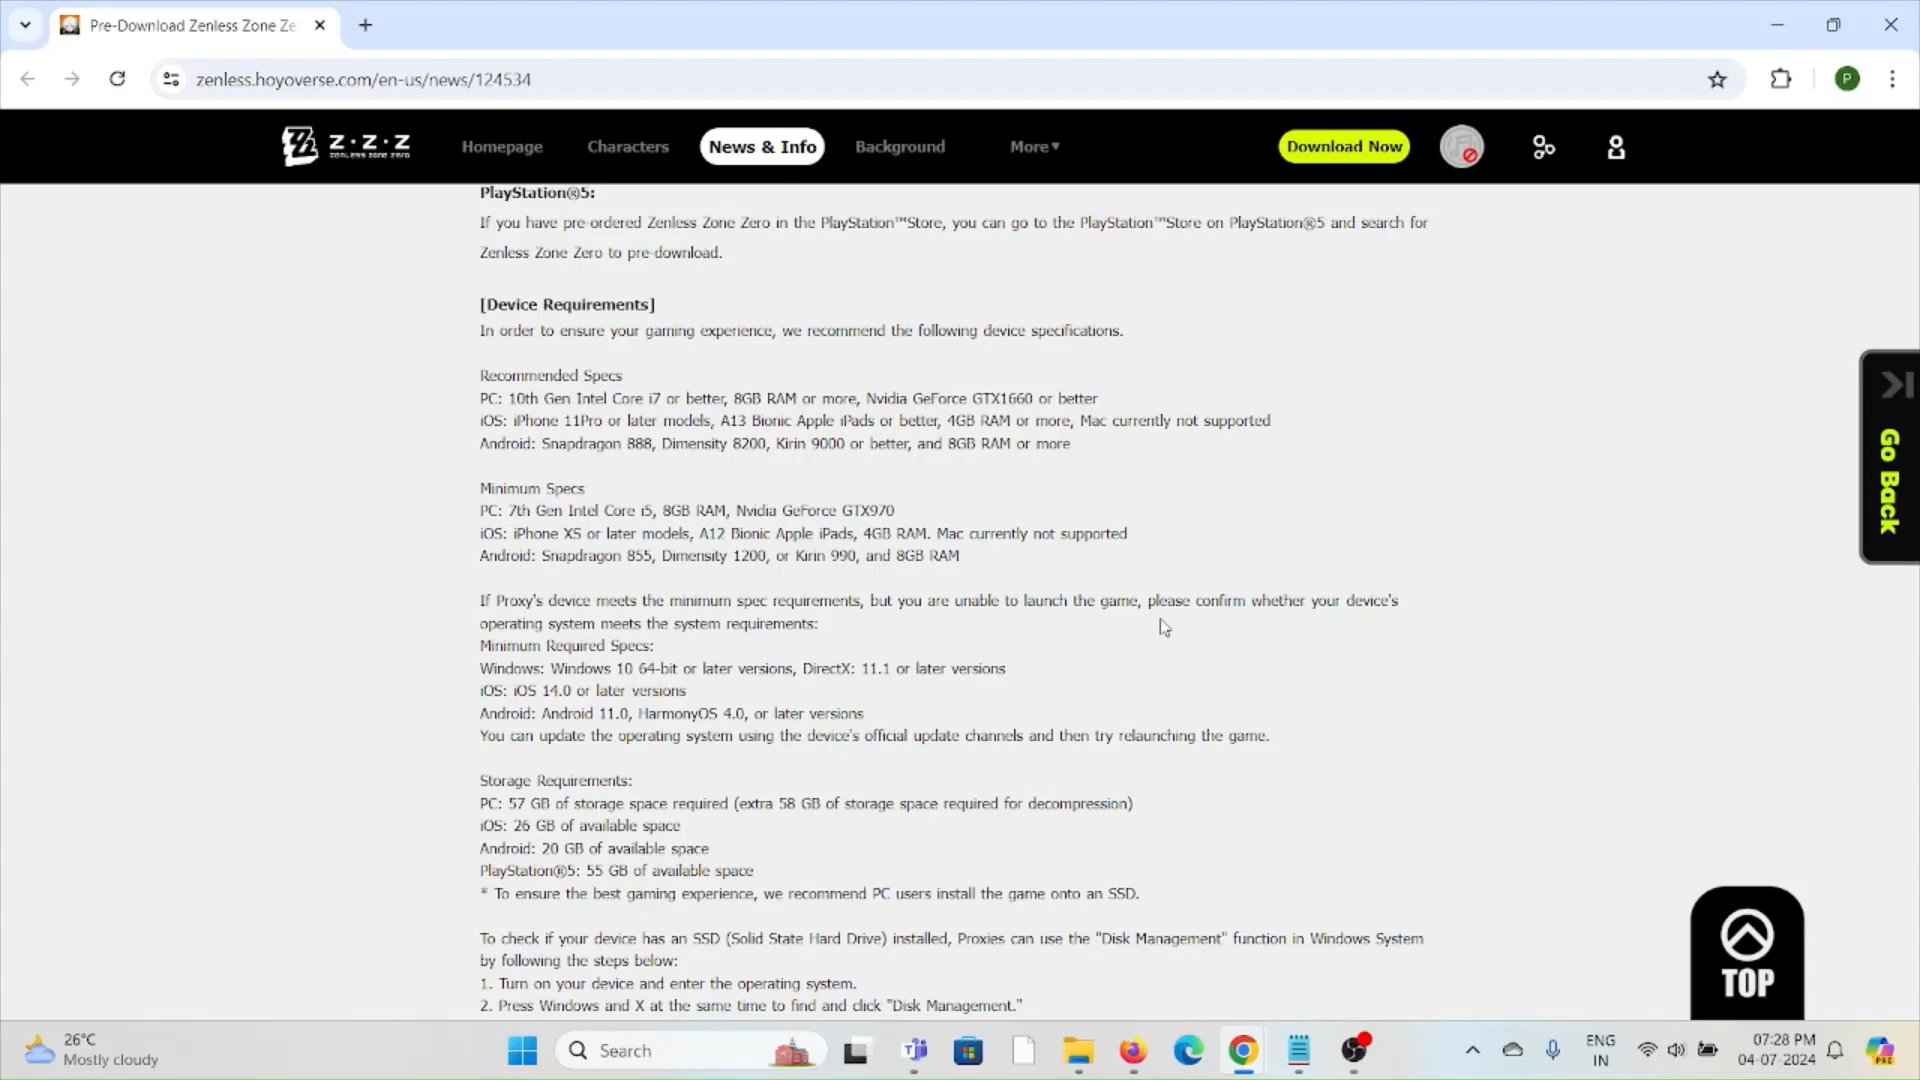 Pre-Download Zenless Zone Ze
zenless.hoyoverse.com/en-us/news/124534
P
Z·Z·Z
ZENLESS ZONE ZERO
Homepage
Characters
News & Info
Background
More▾
Download Now
PlayStation®5:
If you have pre-ordered Zenless Zone Zero in the PlayStation™Store, you can go to the PlayStation™Store on PlayStation®5 and search for
Zenless Zone Zero to pre-download.
[Device Requirements]
In order to ensure your gaming experience, we recommend the following device specifications.
Recommended Specs
PC: 10th Gen Intel Core i7 or better, 8GB RAM or more, Nvidia GeForce GTX1660 or better
iOS: iPhone 11Pro or later models, A13 Bionic Apple iPads or better, 4GB RAM or more, Mac currently not supported
Android: Snapdragon 888, Dimensity 8200, Kirin 9000 or better, and 8GB RAM or more
Minimum Specs
PC: 7th Gen Intel Core i5, 8GB RAM, Nvidia GeForce GTX970
iOS: iPhone XS or later models, A12 Bionic Apple iPads, 4GB RAM. Mac currently not supported
Android: Snapdragon 855, Dimensity 1200, or Kirin 990, and 8GB RAM
If Proxy's device meets the minimum spec requirements, but you are unable to launch the game, please confirm whether your device's
operating system meets the system requirements:
Minimum Required Specs:
Windows: Windows 10 64-bit or later versions, DirectX: 11.1 or later versions
iOS: iOS 14.0 or later versions
Android: Android 11.0, HarmonyOS 4.0, or later versions
You can update the operating system using the device's official update channels and then try relaunching the game.
Storage Requirements:
PC: 57 GB of storage space required (extra 58 GB of storage space required for decompression)
iOS: 26 GB of available space
Android: 20 GB of available space
PlayStation®5: 55 GB of available space
* To ensure the best gaming experience, we recommend PC users install the game onto an SSD.
To check if your device has an SSD (Solid State Hard Drive) installed, Proxies can use the "Disk Management" function in Windows System
by following the steps below:
1. Turn on your device and enter the operating system.
2. Press Windows and X at the same time to find and click "Disk Management."
Go Back
TOP
26°C
Mostly cloudy
Search
ENG
IN
07:28 PM
04-07-2024
PRE